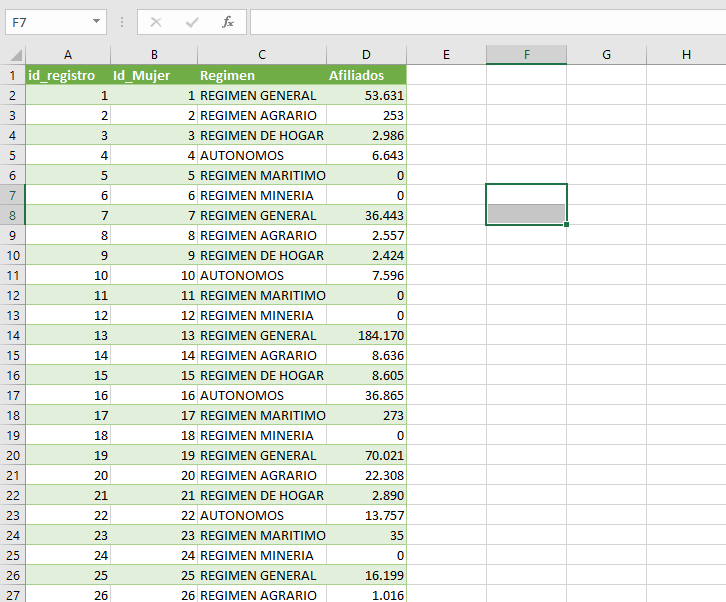 F7 fx
A B C D E F G H
1 id_registro Id_Mujer Regimen Afiliados
2 1 1 REGIMEN GENERAL 53.631
3 2 2 REGIMEN AGRARIO 253
4 3 3 REGIMEN DE HOGAR 2.986
5 4 4 AUTONOMOS 6.643
6 5 5 REGIMEN MARITIMO 0
7 6 6 REGIMEN MINERIA 0
8 7 7 REGIMEN GENERAL 36.443
9 8 8 REGIMEN AGRARIO 2.557
10 9 9 REGIMEN DE HOGAR 2.424
11 10 10 AUTONOMOS 7.596
12 11 11 REGIMEN MARITIMO 0
13 12 12 REGIMEN MINERIA 0
14 13 13 REGIMEN GENERAL 184.170
15 14 14 REGIMEN AGRARIO 8.636
16 15 15 REGIMEN DE HOGAR 8.605
17 16 16 AUTONOMOS 36.865
18 17 17 REGIMEN MARITIMO 273
19 18 18 REGIMEN MINERIA 0
20 19 19 REGIMEN GENERAL 70.021
21 20 20 REGIMEN AGRARIO 22.308
22 21 21 REGIMEN DE HOGAR 2.890
23 22 22 AUTONOMOS 13.757
24 23 23 REGIMEN MARITIMO 35
25 24 24 REGIMEN MINERIA 0
26 25 25 REGIMEN GENERAL 16.199
27 26 26 REGIMEN AGRARIO 1.016